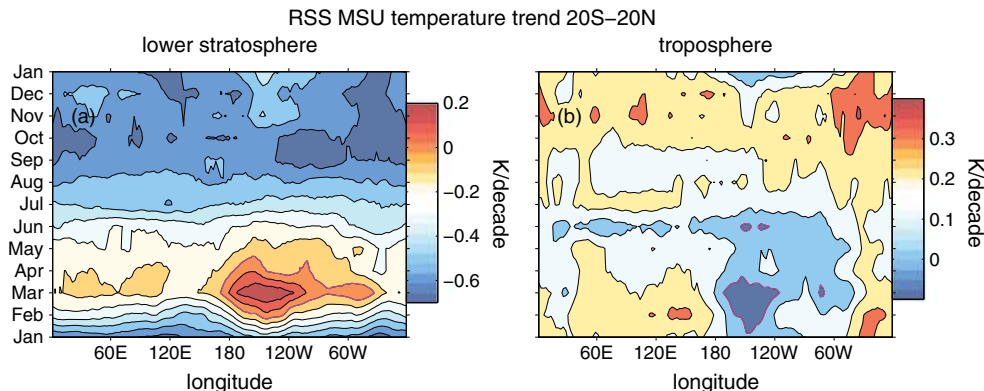 RSS MSU temperature trend 20S−20N
lower stratosphere
troposphere
Jan
Dec
Nov
Oct
Sep
Aug
Jul
Jun
May
Apr
Mar
Feb
Jan
(a)
60E 120E 180 120W 60W
longitude
0.2
0
−0.2
−0.4
−0.6
K/decade
(b)
60E 120E 180 120W 60W
longitude
0.3
0.2
0.1
0
K/decade